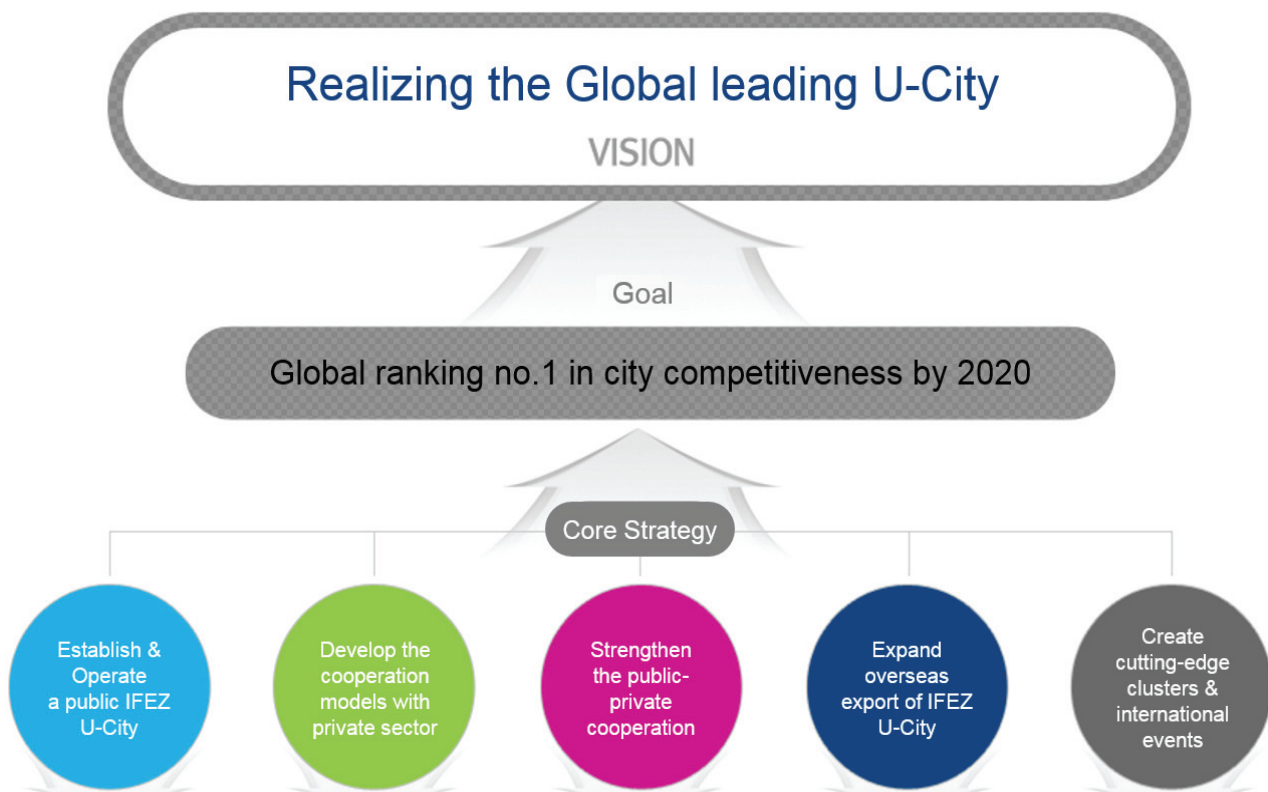 Realizing the Global leading U-City
VISION
Goal
Global ranking no.1 in city competitiveness by 2020
Core Strategy
Establish &
Operate
a public IFEZ
U-City
Develop the
cooperation
models with
private sector
Strengthen
the public-
private
cooperation
Expand
overseas
export of IFEZ
U-City
Create
cutting-edge
clusters &
international
events